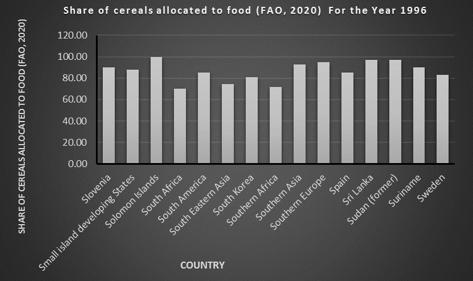 Share of cereals allocated to food (FAO, 2020)  For the Year 1996
SHARE OF CEREALS ALLOCATED TO FOOD (FAO, 2020)
120.00
100.00
80.00
60.00
40.00
20.00
0.00
Slovenia
Small island developing States
Solomon Islands
South Africa
South America
South Eastern Asia
South Korea
Southern Africa
Southern Asia
Southern Europe
Spain
Sri Lanka
Sudan (former)
Suriname
Sweden
COUNTRY